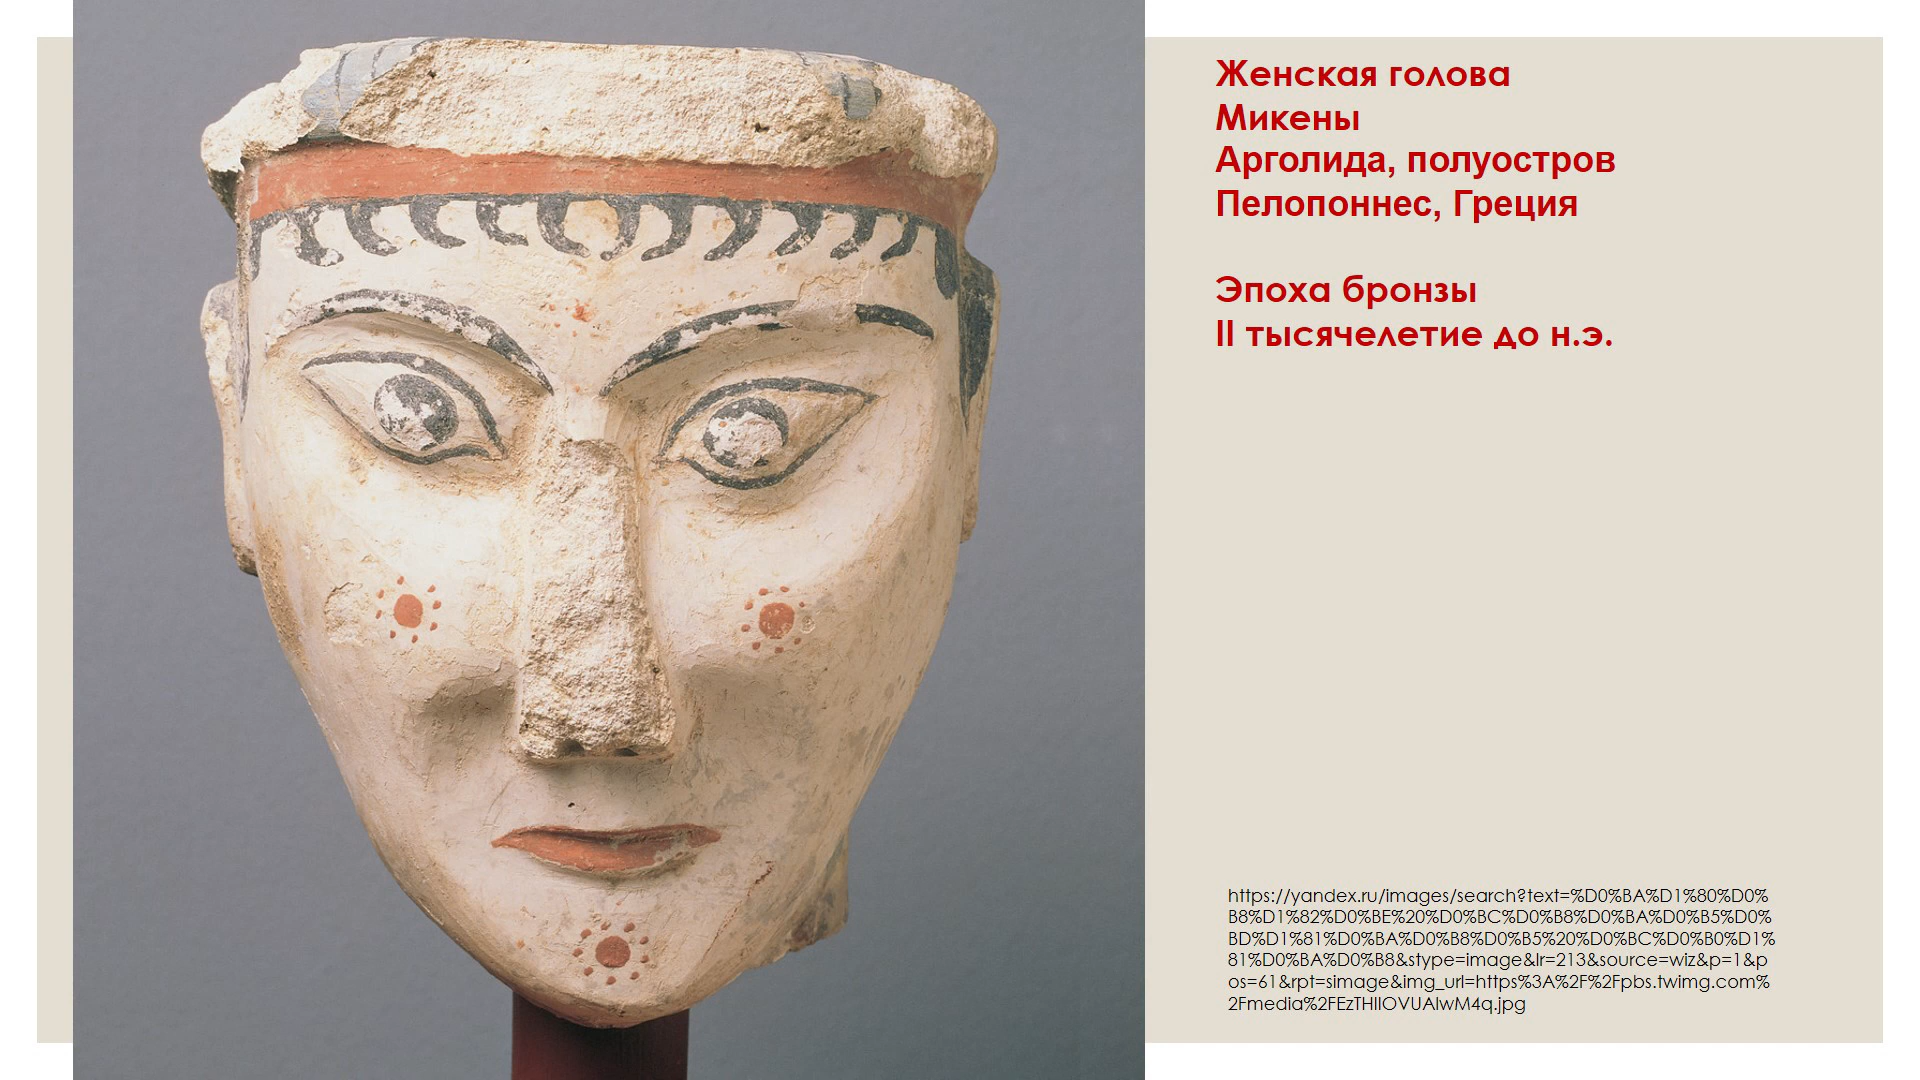 Женская голова
Микены
Арголида, полуостров
Пелопоннес, Греция
Эпоха бронзы
II тысячелетие до н.э.
https://yandex.ru/images/search?text=%D0%BA%D1%80%D0%
B8%D1%82%D0%BE%20%D0%BC%D0%B8%D0%BA%D0%B5%D0%
BD%D1%81%D0%BA%D0%B8%D0%B5%20%D0%BC%D0%B0%D1%
81%D0%BA%D0%B8&stype=image&lr=213&source=wiz&p=1&p
os=61&rpt=simage&img_url=https%3A%2F%2Fpbs.twimg.com%
2Fmedia%2FEzTHIIOVUAIwM4q.jpg